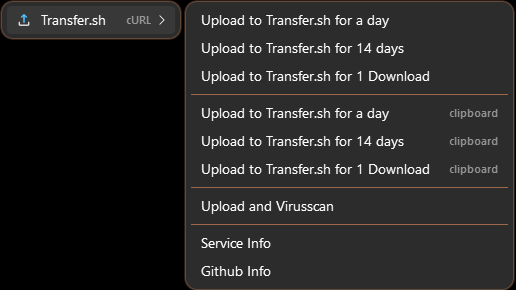 Transfer.sh cURL
Upload to Transfer.sh for a day
Upload to Transfer.sh for 14 days
Upload to Transfer.sh for 1 Download
Upload to Transfer.sh for a day clipboard
Upload to Transfer.sh for 14 days clipboard
Upload to Transfer.sh for 1 Download clipboard
Upload and Virusscan
Service Info
Github Info